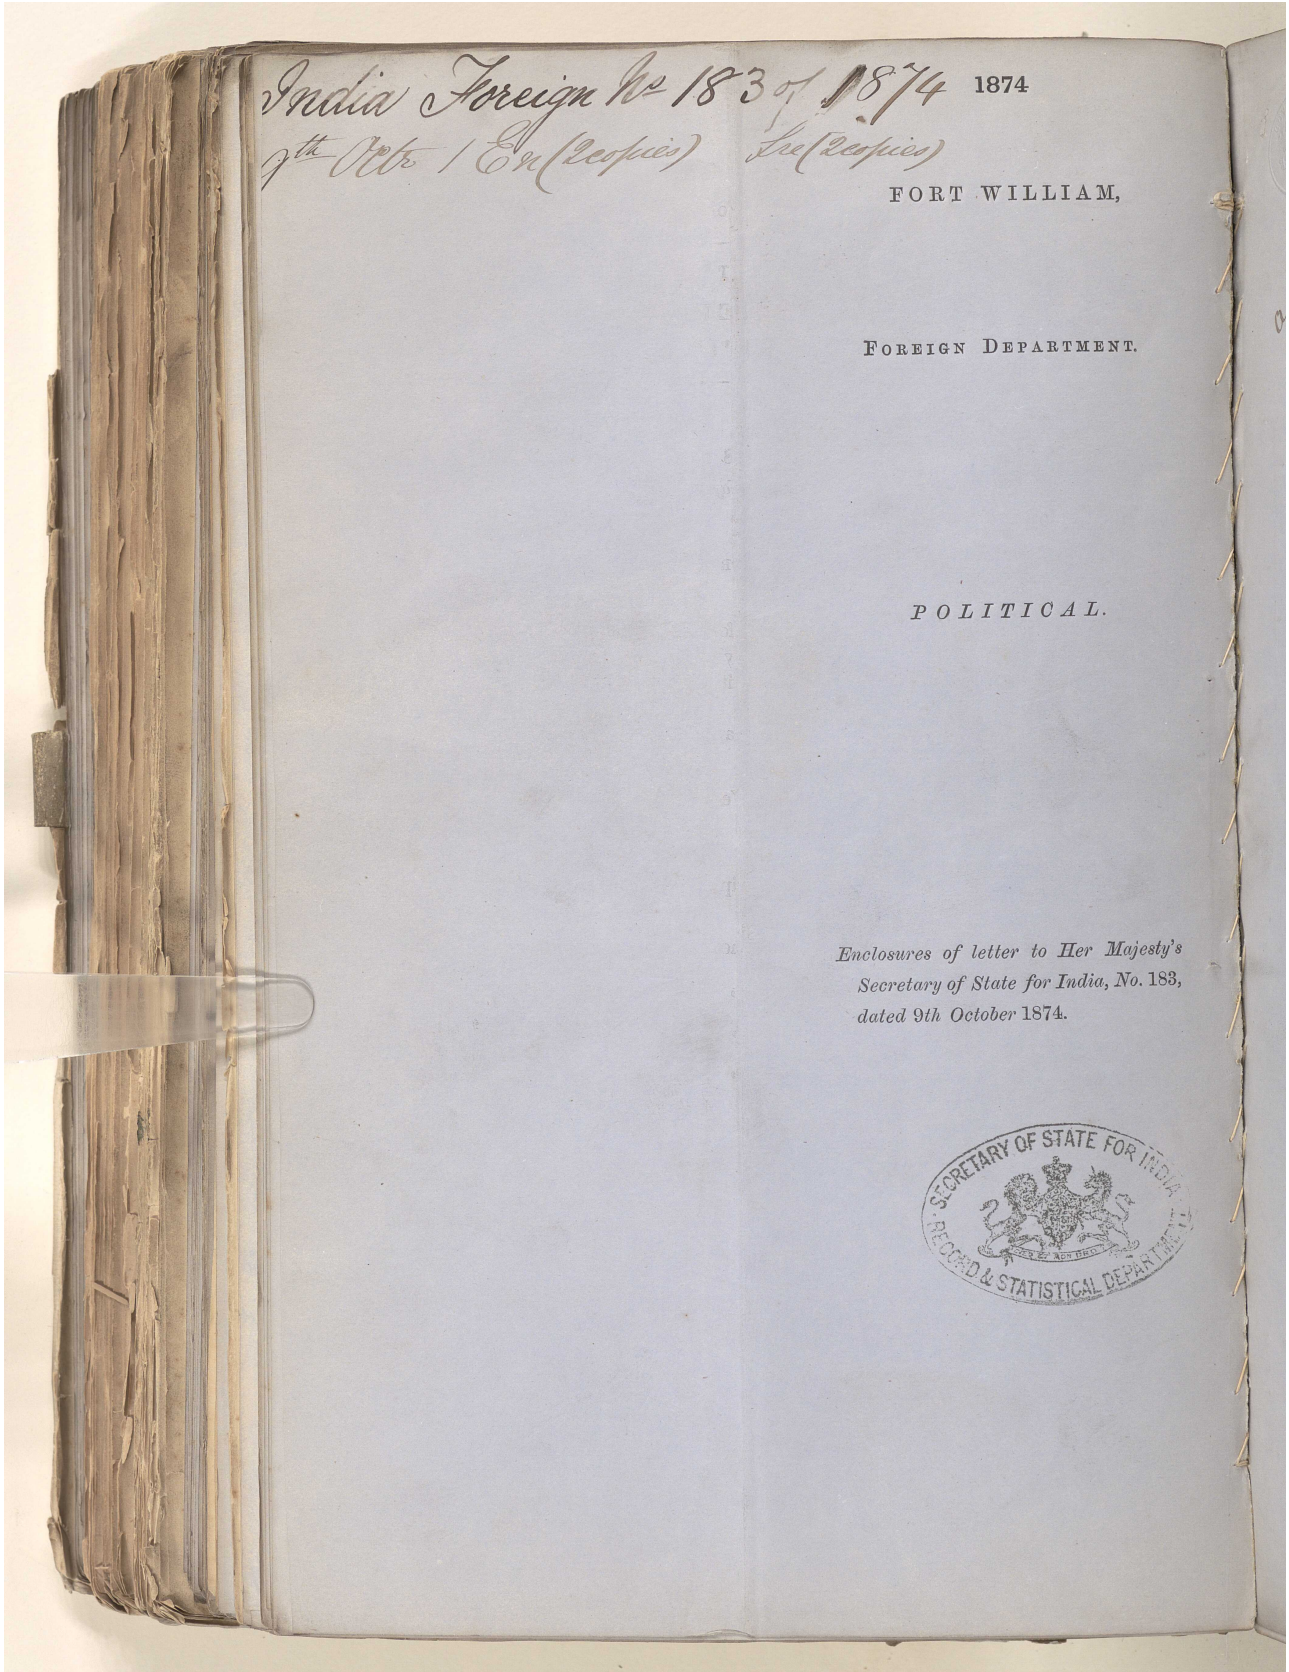 India Foreign No 183 of 1874 1874
9th Octr 1 En (2 copies) (2 copies)
FORT WILLIAM,
FOREIGN DEPARTMENT.
POLITICAL.
Enclosures of letter to Her Majesty's
Secretary of State for India, No. 183,
dated 9th October 1874.
SECRETARY OF STATE FOR INDIA
RECORD & STATISTICAL DEPARTMENT